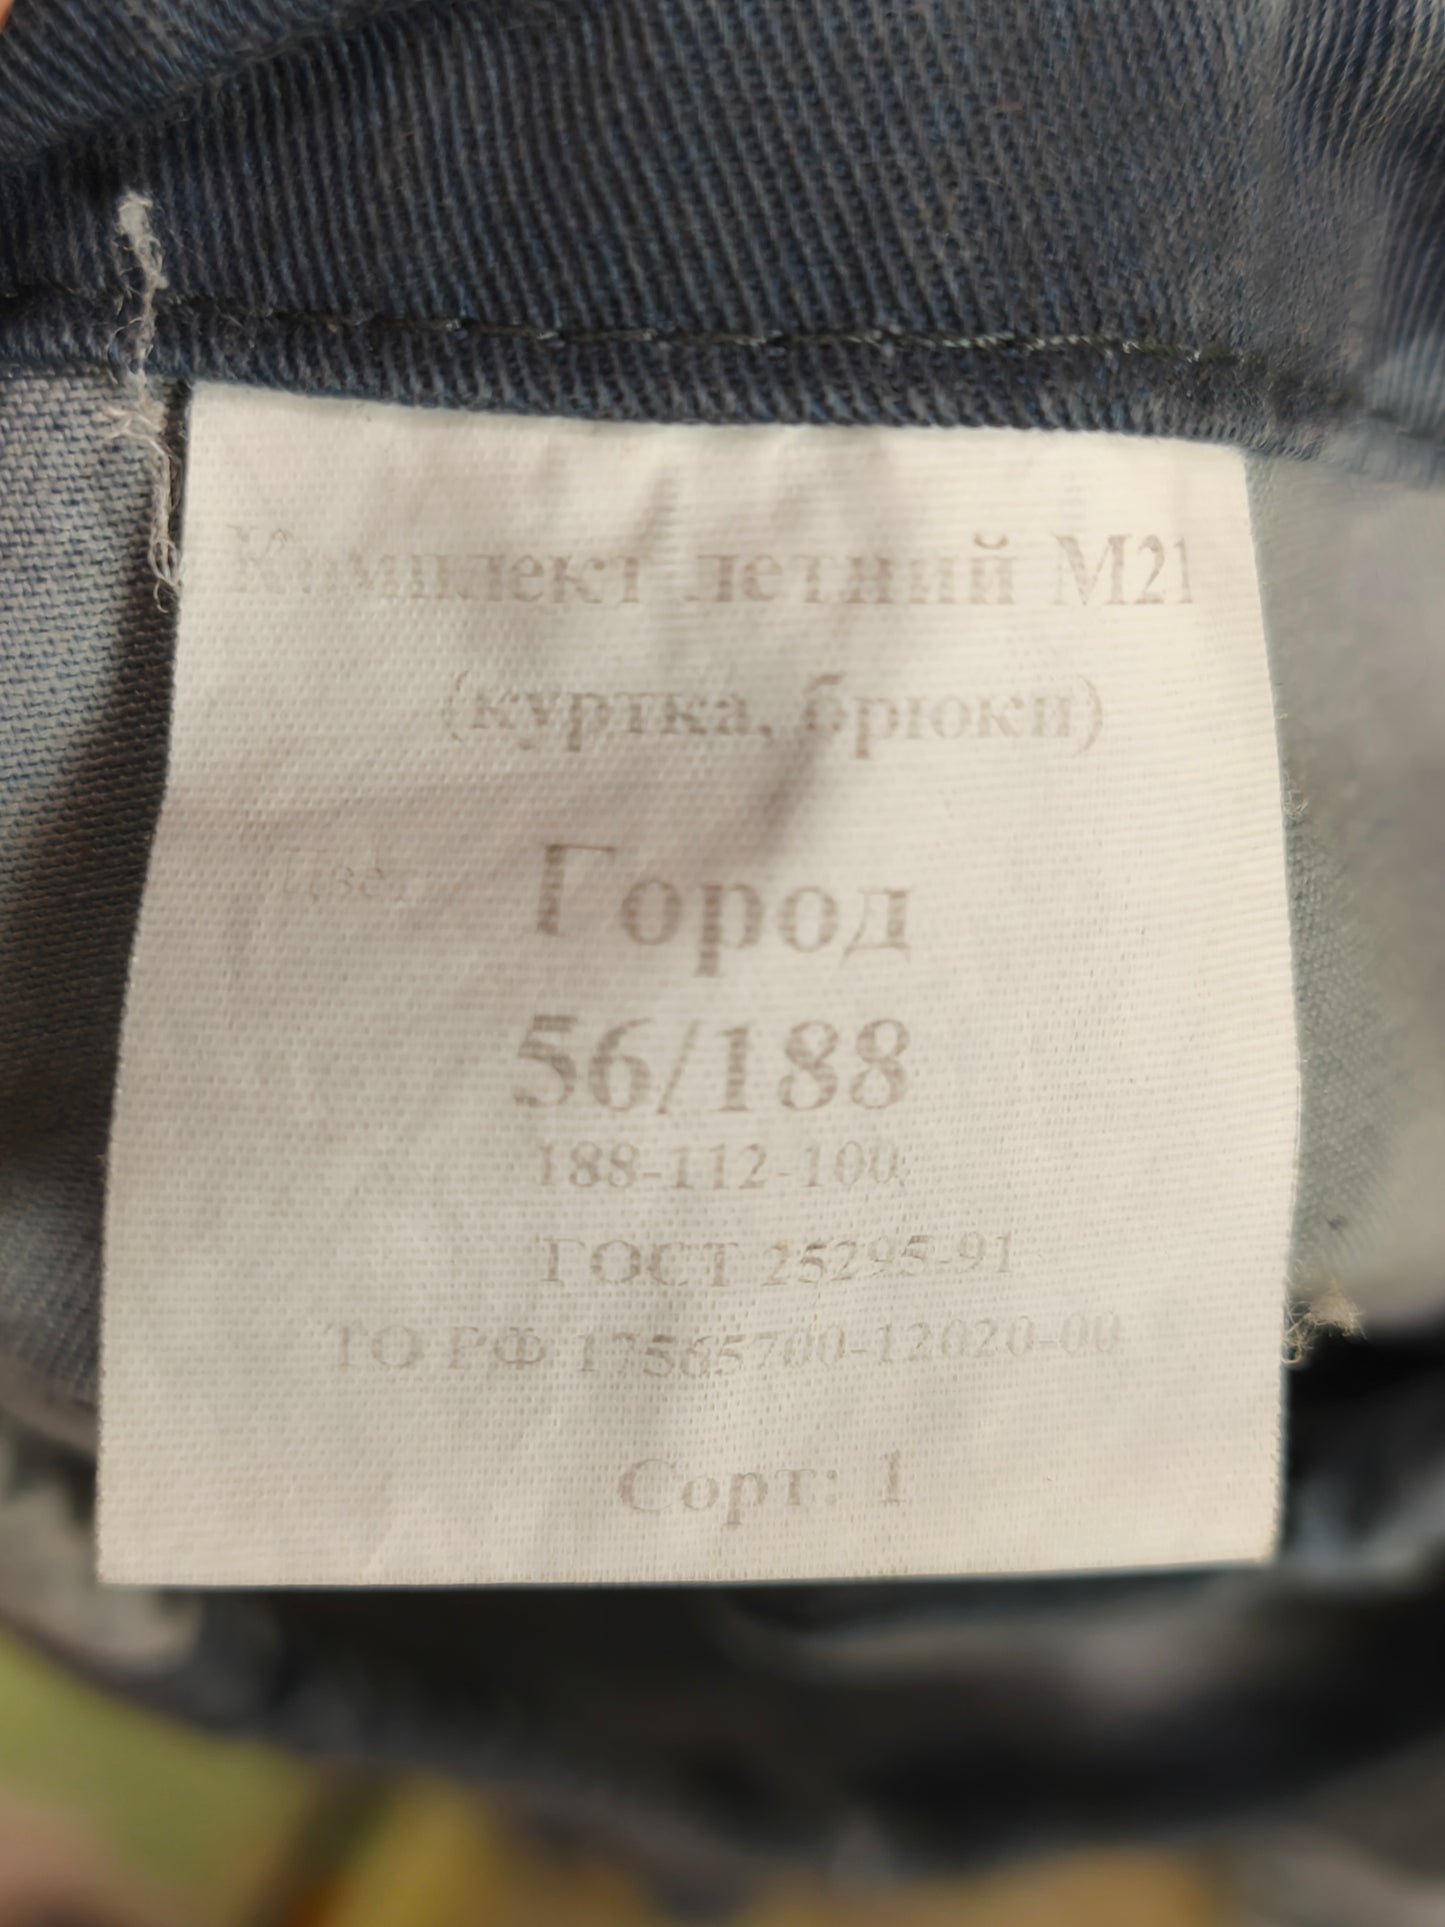 Комплект летний М21
(куртка, брюки)
Цвет Город
56/188
188-112-100
ГОСТ 25295-91
ТО РФ 17565700-12020-00
Сорт: 1